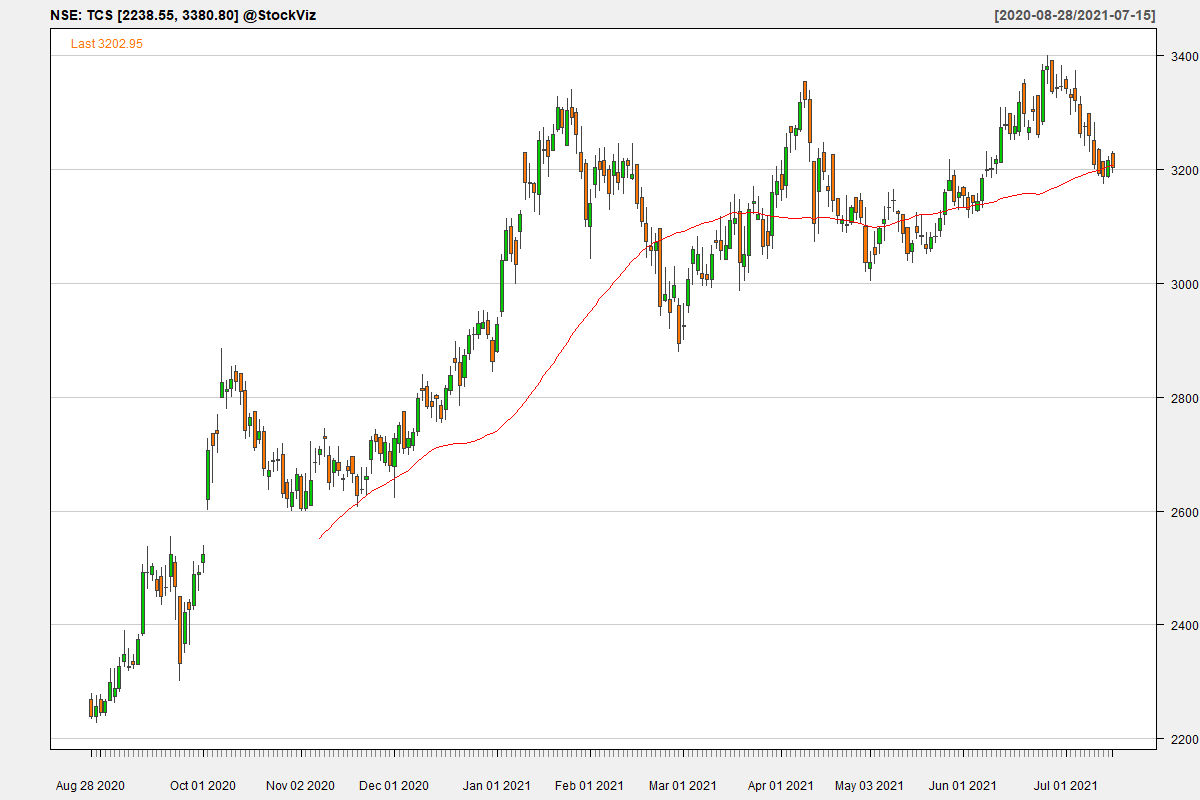 NSE: TCS [2238.55, 3380.80] @StockViz [2020-08-28/2021-07-15]
Last 3202.95
3400
3200
3000
2800
2600
2400
2200
Aug 28 2020 Oct 01 2020 Nov 02 2020 Dec 01 2020 Jan 01 2021 Feb 01 2021 Mar 01 2021 Apr 01 2021 May 03 2021 Jun 01 2021 Jul 01 2021